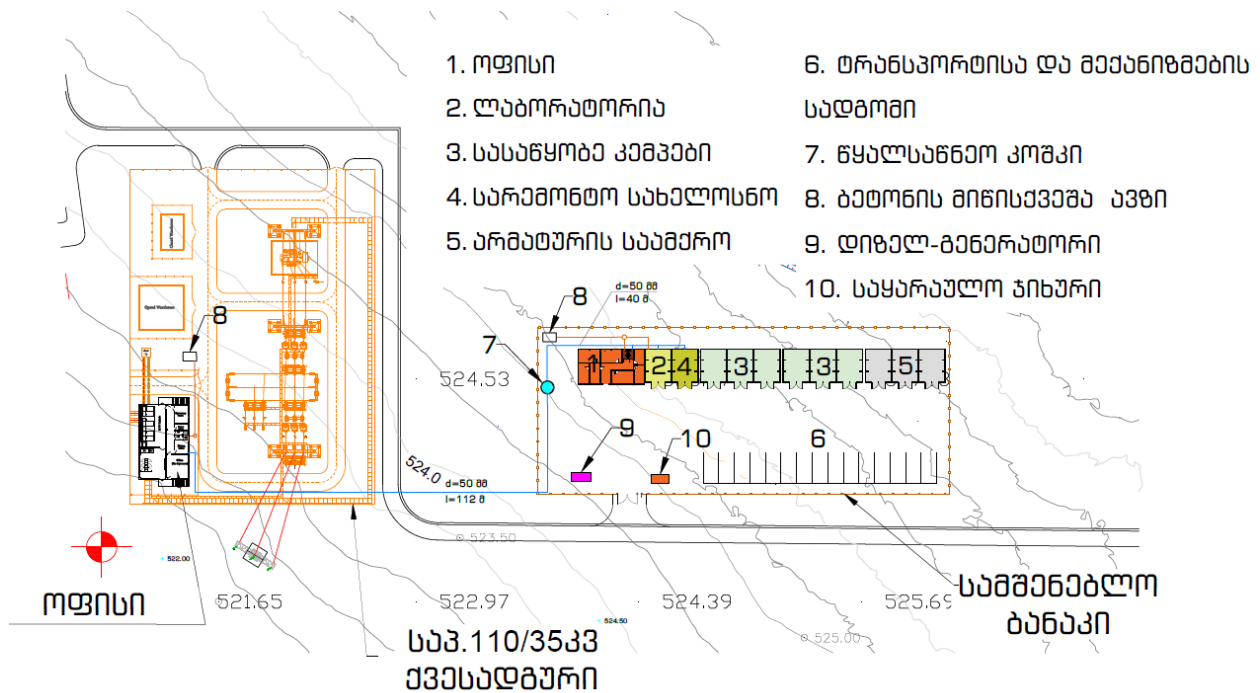 1. ოფისი
2. ლაბორატორია
3. სასაწყობე კემპები
4. სარემონტო სახელოსნო
5. არმატურის საამქრო
6. ტრანსპორტისა და მექანიზმების
სადგომი
7. წყალსაწნეო კოშკი
8. ბეტონის მიწისქვეშა ავზი
9. დიზელ-გენერატორი
10. საყარაულო ჯიხური
8
d=50 მმ
l=40 მ
8
7
1
2
4
3
3
5
524.53
9
10
6
524.0
d=50 მმ
l=112 მ
523.50
522.00
ოფისი
521.65
522.97
524.39
525.69
524.50
525.00
სამშენებლო
ბანაკი
საპ.110/35კვ
ქვესადგური